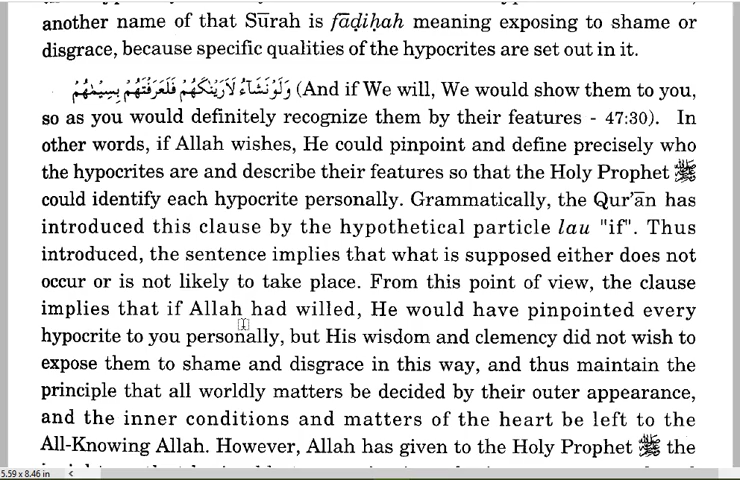 another name of that Sūrah is fāḍiḥah meaning exposing to shame or
disgrace, because specific qualities of the hypocrites are set out in it.
وَلَوْ نَشَآءُ لَاَرَيْنٰكَهُمْ فَلَعَرَفْتَهُمْ بِسِيْمٰهُمْ (And if We will, We would show them to you,
so as you would definitely recognize them by their features - 47:30). In
other words, if Allah wishes, He could pinpoint and define precisely who
the hypocrites are and describe their features so that the Holy Prophet ﷺ
could identify each hypocrite personally. Grammatically, the Qur'ān has
introduced this clause by the hypothetical particle lau "if". Thus
introduced, the sentence implies that what is supposed either does not
occur or is not likely to take place. From this point of view, the clause
implies that if Allah had willed, He would have pinpointed every
hypocrite to you personally, but His wisdom and clemency did not wish to
expose them to shame and disgrace in this way, and thus maintain the
principle that all worldly matters be decided by their outer appearance,
and the inner conditions and matters of the heart be left to the
All-Knowing Allah. However, Allah has given to the Holy Prophet ﷺ the
5.59 x 8.46 in